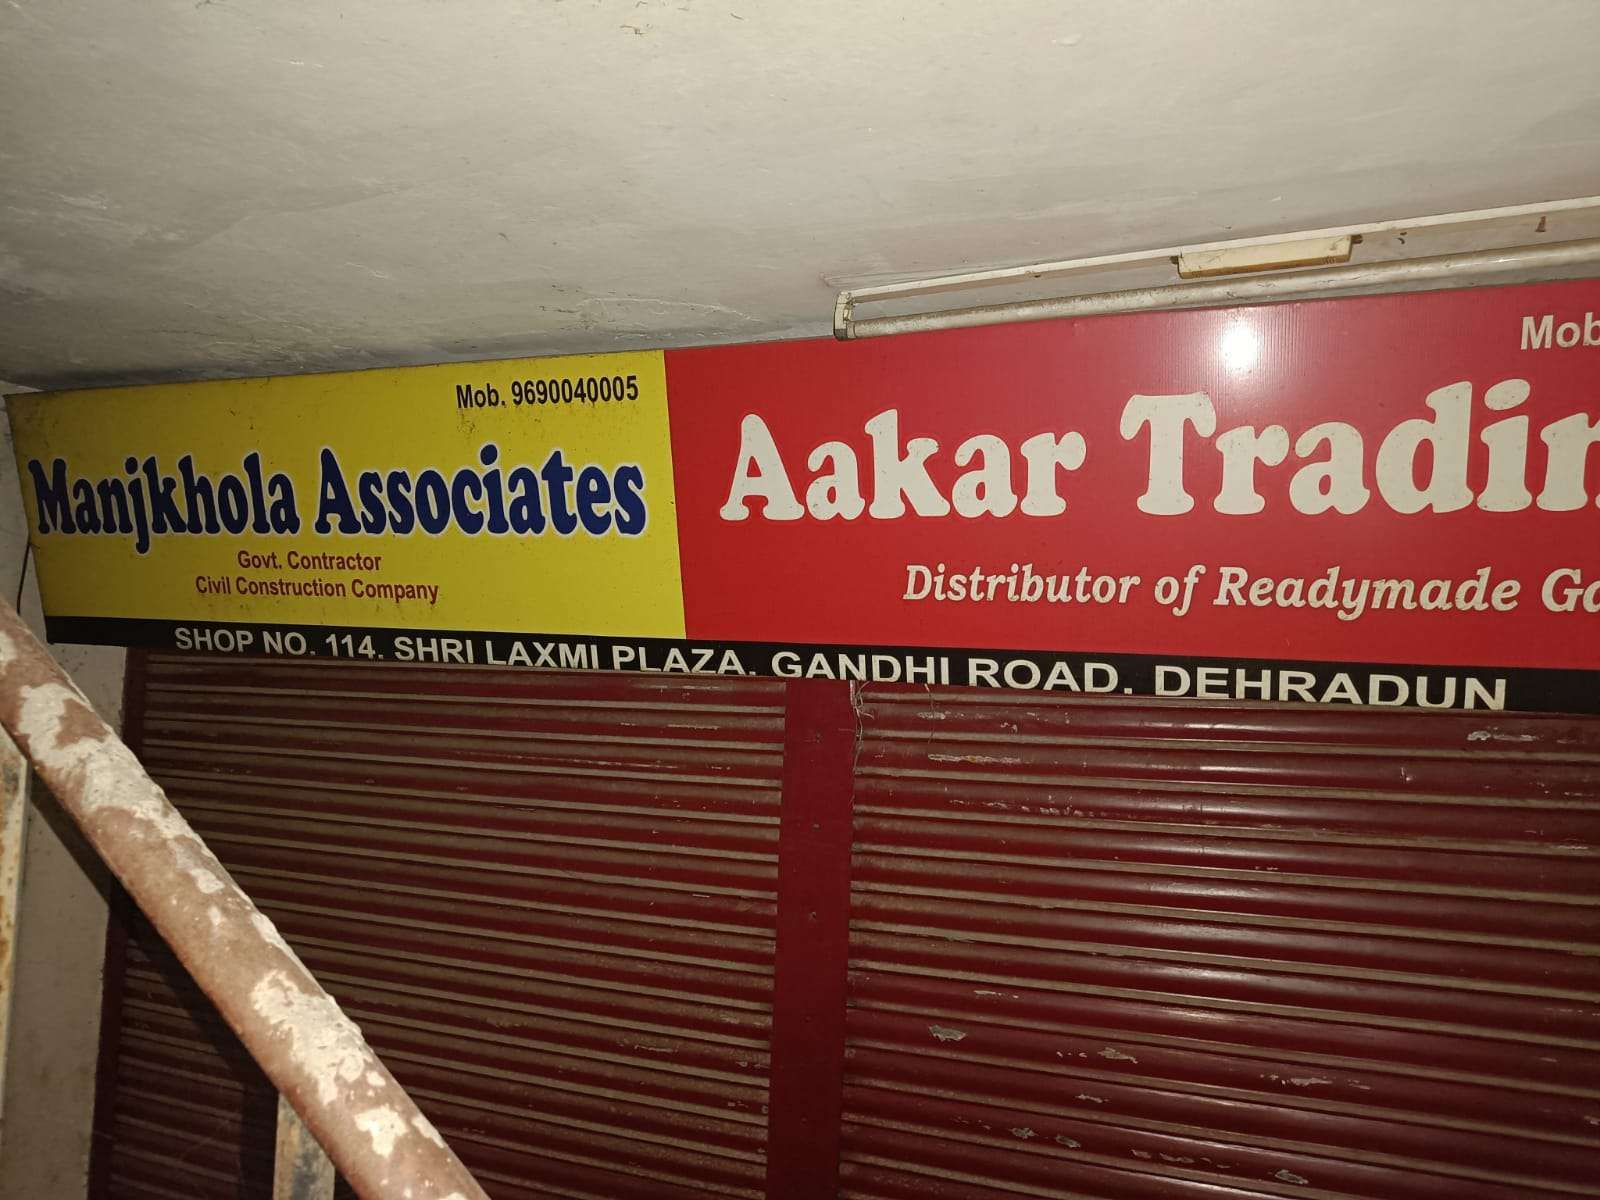 Mob. 9690040005
Manjkhola Associates
Govt. Contractor
Civil Construction Company
Mob
Aakar Tradin
Distributor of Readymade Ga
SHOP NO. 114, SHRI LAXMI PLAZA, GANDHI ROAD, DEHRADUN